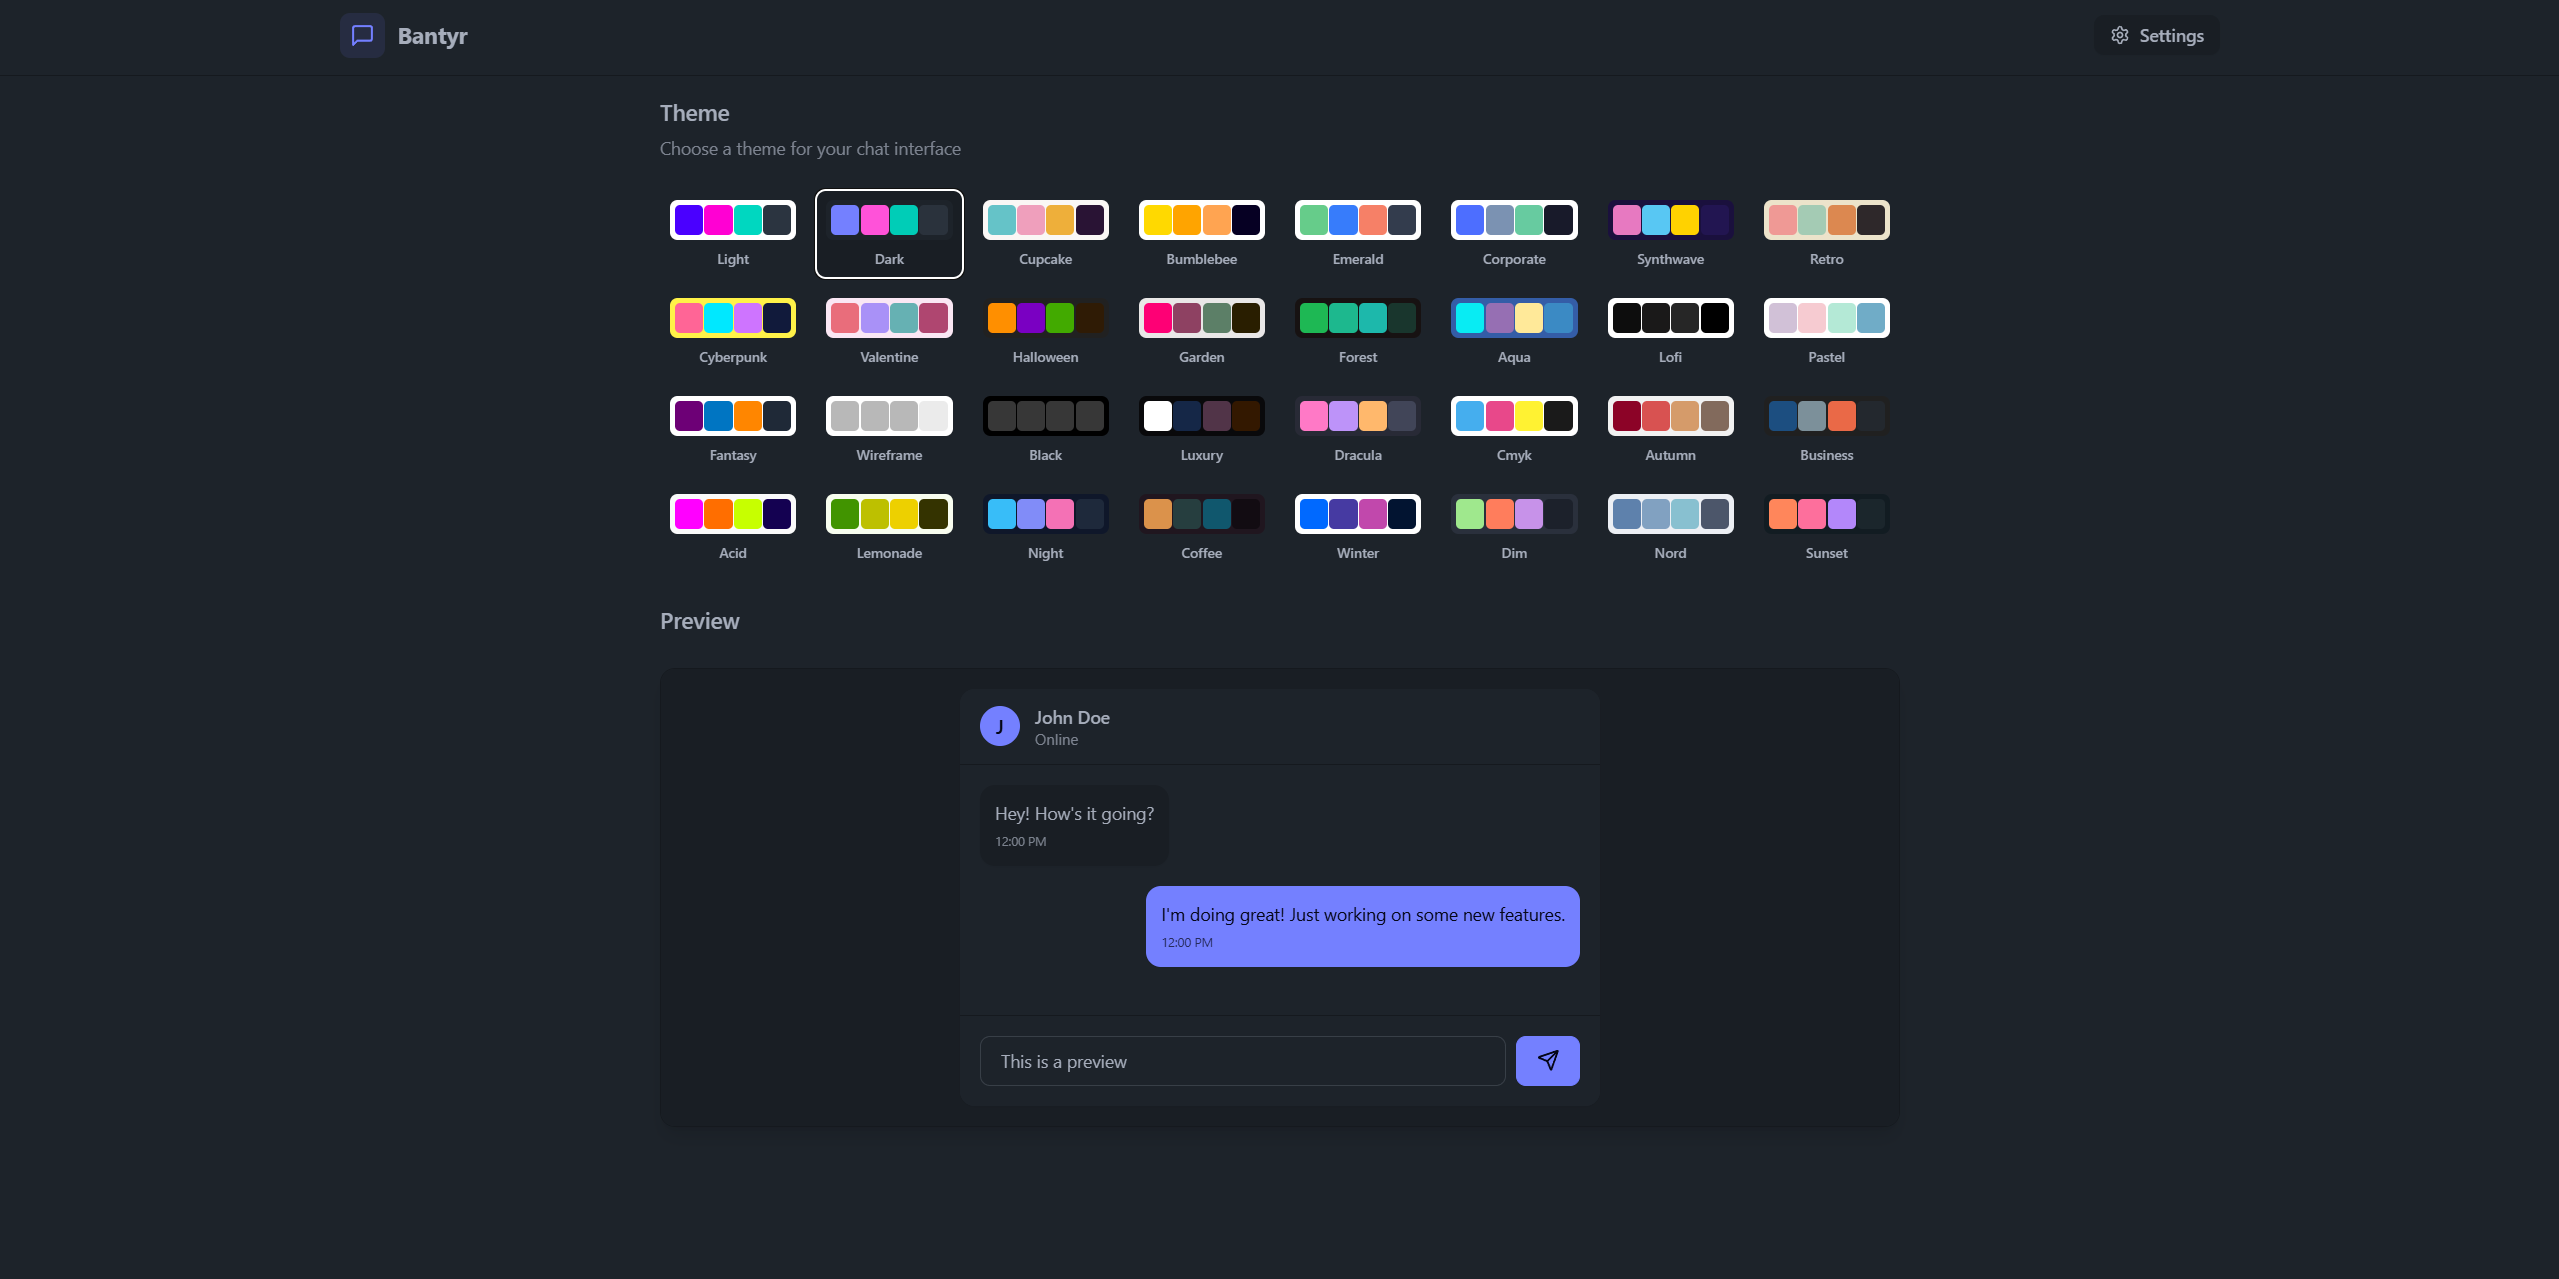 Bantyr
Settings
Theme
Choose a theme for your chat interface
Light
Dark
Cupcake
Bumblebee
Emerald
Corporate
Synthwave
Retro
Cyberpunk
Valentine
Halloween
Garden
Forest
Aqua
Lofi
Pastel
Fantasy
Wireframe
Black
Luxury
Dracula
Cmyk
Autumn
Business
Acid
Lemonade
Night
Coffee
Winter
Dim
Nord
Sunset
Preview
J
John Doe
Online
Hey! How's it going?
12:00 PM
I'm doing great! Just working on some new features.
12:00 PM
This is a preview